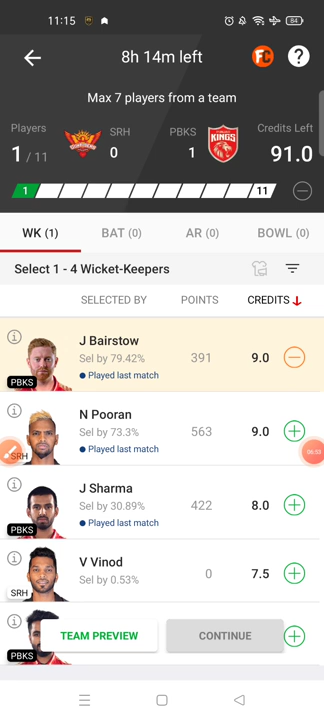 11:15
84
8h 14m left
FC
?
Max 7 players from a team
Players
SRH
PBKS
Credits Left
1 / 11
0
KINGS
1
91.0
1
11
WK (1)
BAT (0)
AR (0)
BOWL (0)
Select 1 - 4 Wicket-Keepers
SELECTED BY
POINTS
CREDITS
J Bairstow
Sel by 79.42%
391
9.0
Played last match
PBKS
N Pooran
Sel by 73.3%
563
9.0
Played last match
SRH
J Sharma
Sel by 30.89%
422
8.0
Played last match
PBKS
V Vinod
Sel by 0.53%
0
7.5
SRH
TEAM PREVIEW
CONTINUE
PBKS